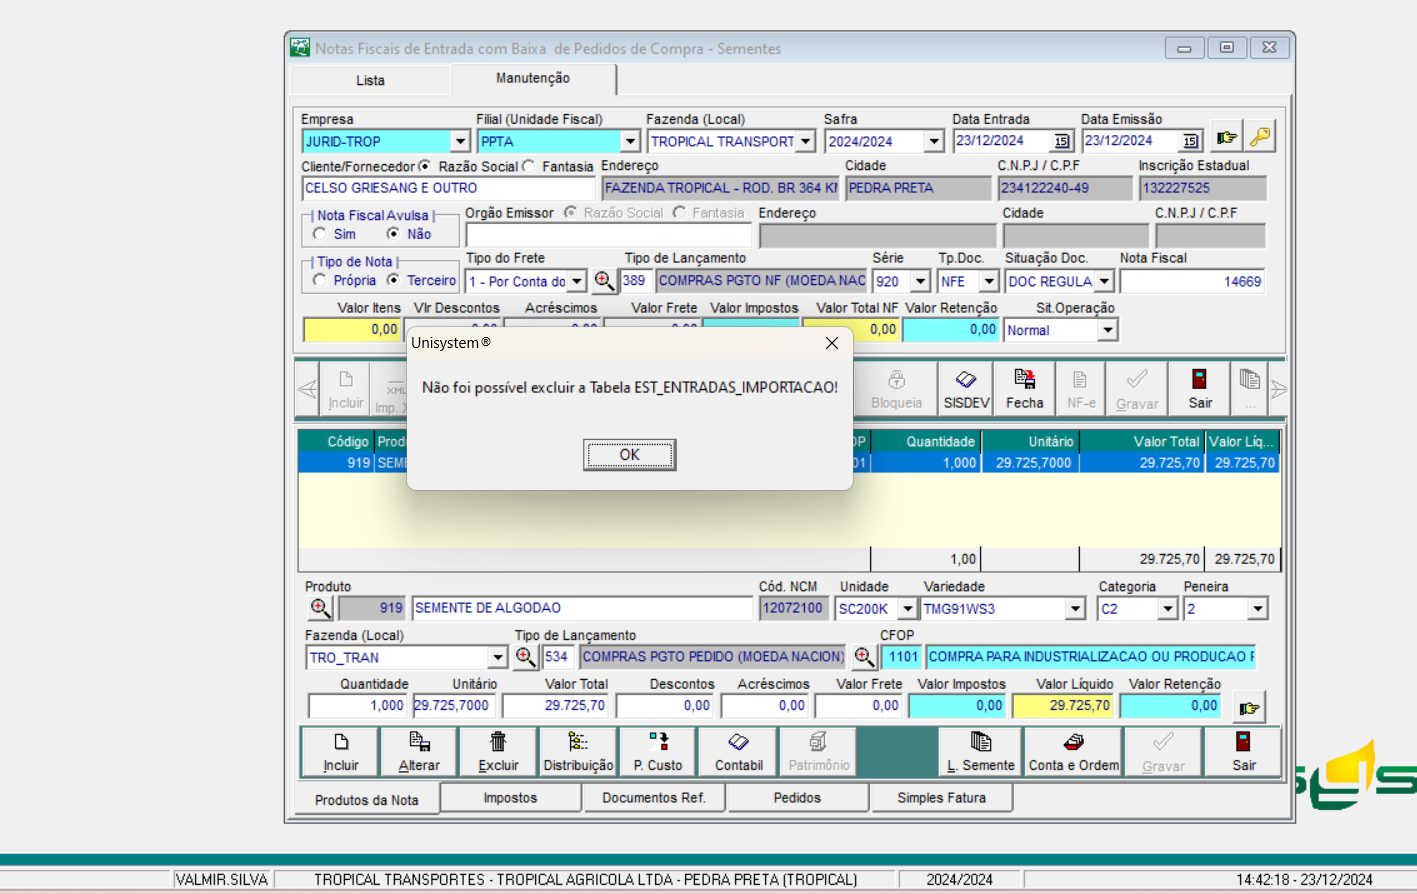 Notas Fiscais de Entrada com Baixa de Pedidos de Compra - Sementes
Lista Manutenção
Empresa Filial (Unidade Fiscal) Fazenda (Local) Safra Data Entrada Data Emissão
JURID-TROP PPTA TROPICAL TRANSPORT 2024/2024 23/12/2024 15 23/12/2024 15
Cliente/Fornecedor Razão Social Fantasia Endereço Cidade C.N.P.J / C.P.F Inscrição Estadual
CELSO GRIESANG E OUTRO FAZENDA TROPICAL - ROD. BR 364 KM PEDRA PRETA 234122240-49 132227525
Nota Fiscal Avulsa Orgão Emissor Razão Social Fantasia Endereço Cidade C.N.P.J / C.P.F
Sim Não
Tipo de Nota Tipo do Frete Tipo de Lançamento Série Tp.Doc. Situação Doc. Nota Fiscal
Própria Terceiro 1 - Por Conta do 389 COMPRAS PGTO NF (MOEDA NAC 920 NFE DOC REGULA 14669
Valor Itens Vlr Descontos Acréscimos Valor Frete Valor Impostos Valor Total NF Valor Retenção Sit.Operação
0,00 0,00 0,00 0,00 0,00 0,00 Normal
Unisystem®
Não foi possível excluir a Tabela EST_ENTRADAS_IMPORTACAO!
OK
Incluir XML Imp. Bloqueia SISDEV Fecha NF-e Gravar Sair ...
Código Prod Quantidade Unitário Valor Total Valor Líq...
919 SEME 01 1,000 29.725,7000 29.725,70 29.725,70
1,00 29.725,70 29.725,70
Produto Cód. NCM Unidade Variedade Categoria Peneira
919 SEMENTE DE ALGODAO 12072100 SC200K TMG91WS3 C2 2
Fazenda (Local) Tipo de Lançamento CFOP
TRO_TRAN 534 COMPRAS PGTO PEDIDO (MOEDA NACION) 1101 COMPRA PARA INDUSTRIALIZACAO OU PRODUCAO F
Quantidade Unitário Valor Total Descontos Acréscimos Valor Frete Valor Impostos Valor Líquido Valor Retenção
1,000 29.725,7000 29.725,70 0,00 0,00 0,00 0,00 29.725,70 0,00
Incluir Alterar Excluir Distribuição P. Custo Contabil Patrimônio L. Semente Conta e Ordem Gravar Sair
Produtos da Nota Impostos Documentos Ref. Pedidos Simples Fatura
VALMIR.SILVA TROPICAL TRANSPORTES - TROPICAL AGRICOLA LTDA - PEDRA PRETA (TROPICAL) 2024/2024 14:42:18 - 23/12/2024